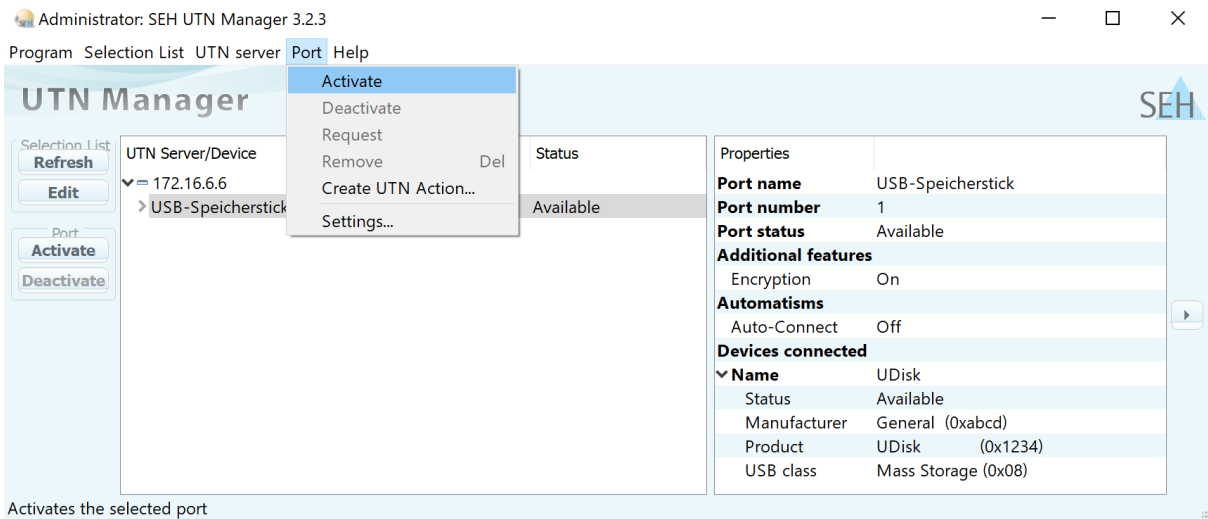 Administrator: SEH UTN Manager 3.2.3
Program Selection List UTN server Port Help
UTN Manager
SEH
Activate
Deactivate
Request
Remove Del
Create UTN Action...
Settings...
Selection List
Refresh
Edit
Port
Activate
Deactivate
UTN Server/Device Status
172.16.6.6
USB-Speicherstick Available
Properties
Port name USB-Speicherstick
Port number 1
Port status Available
Additional features
Encryption On
Automatisms
Auto-Connect Off
Devices connected
Name UDisk
Status Available
Manufacturer General (0xabcd)
Product UDisk (0x1234)
USB class Mass Storage (0x08)
Activates the selected port